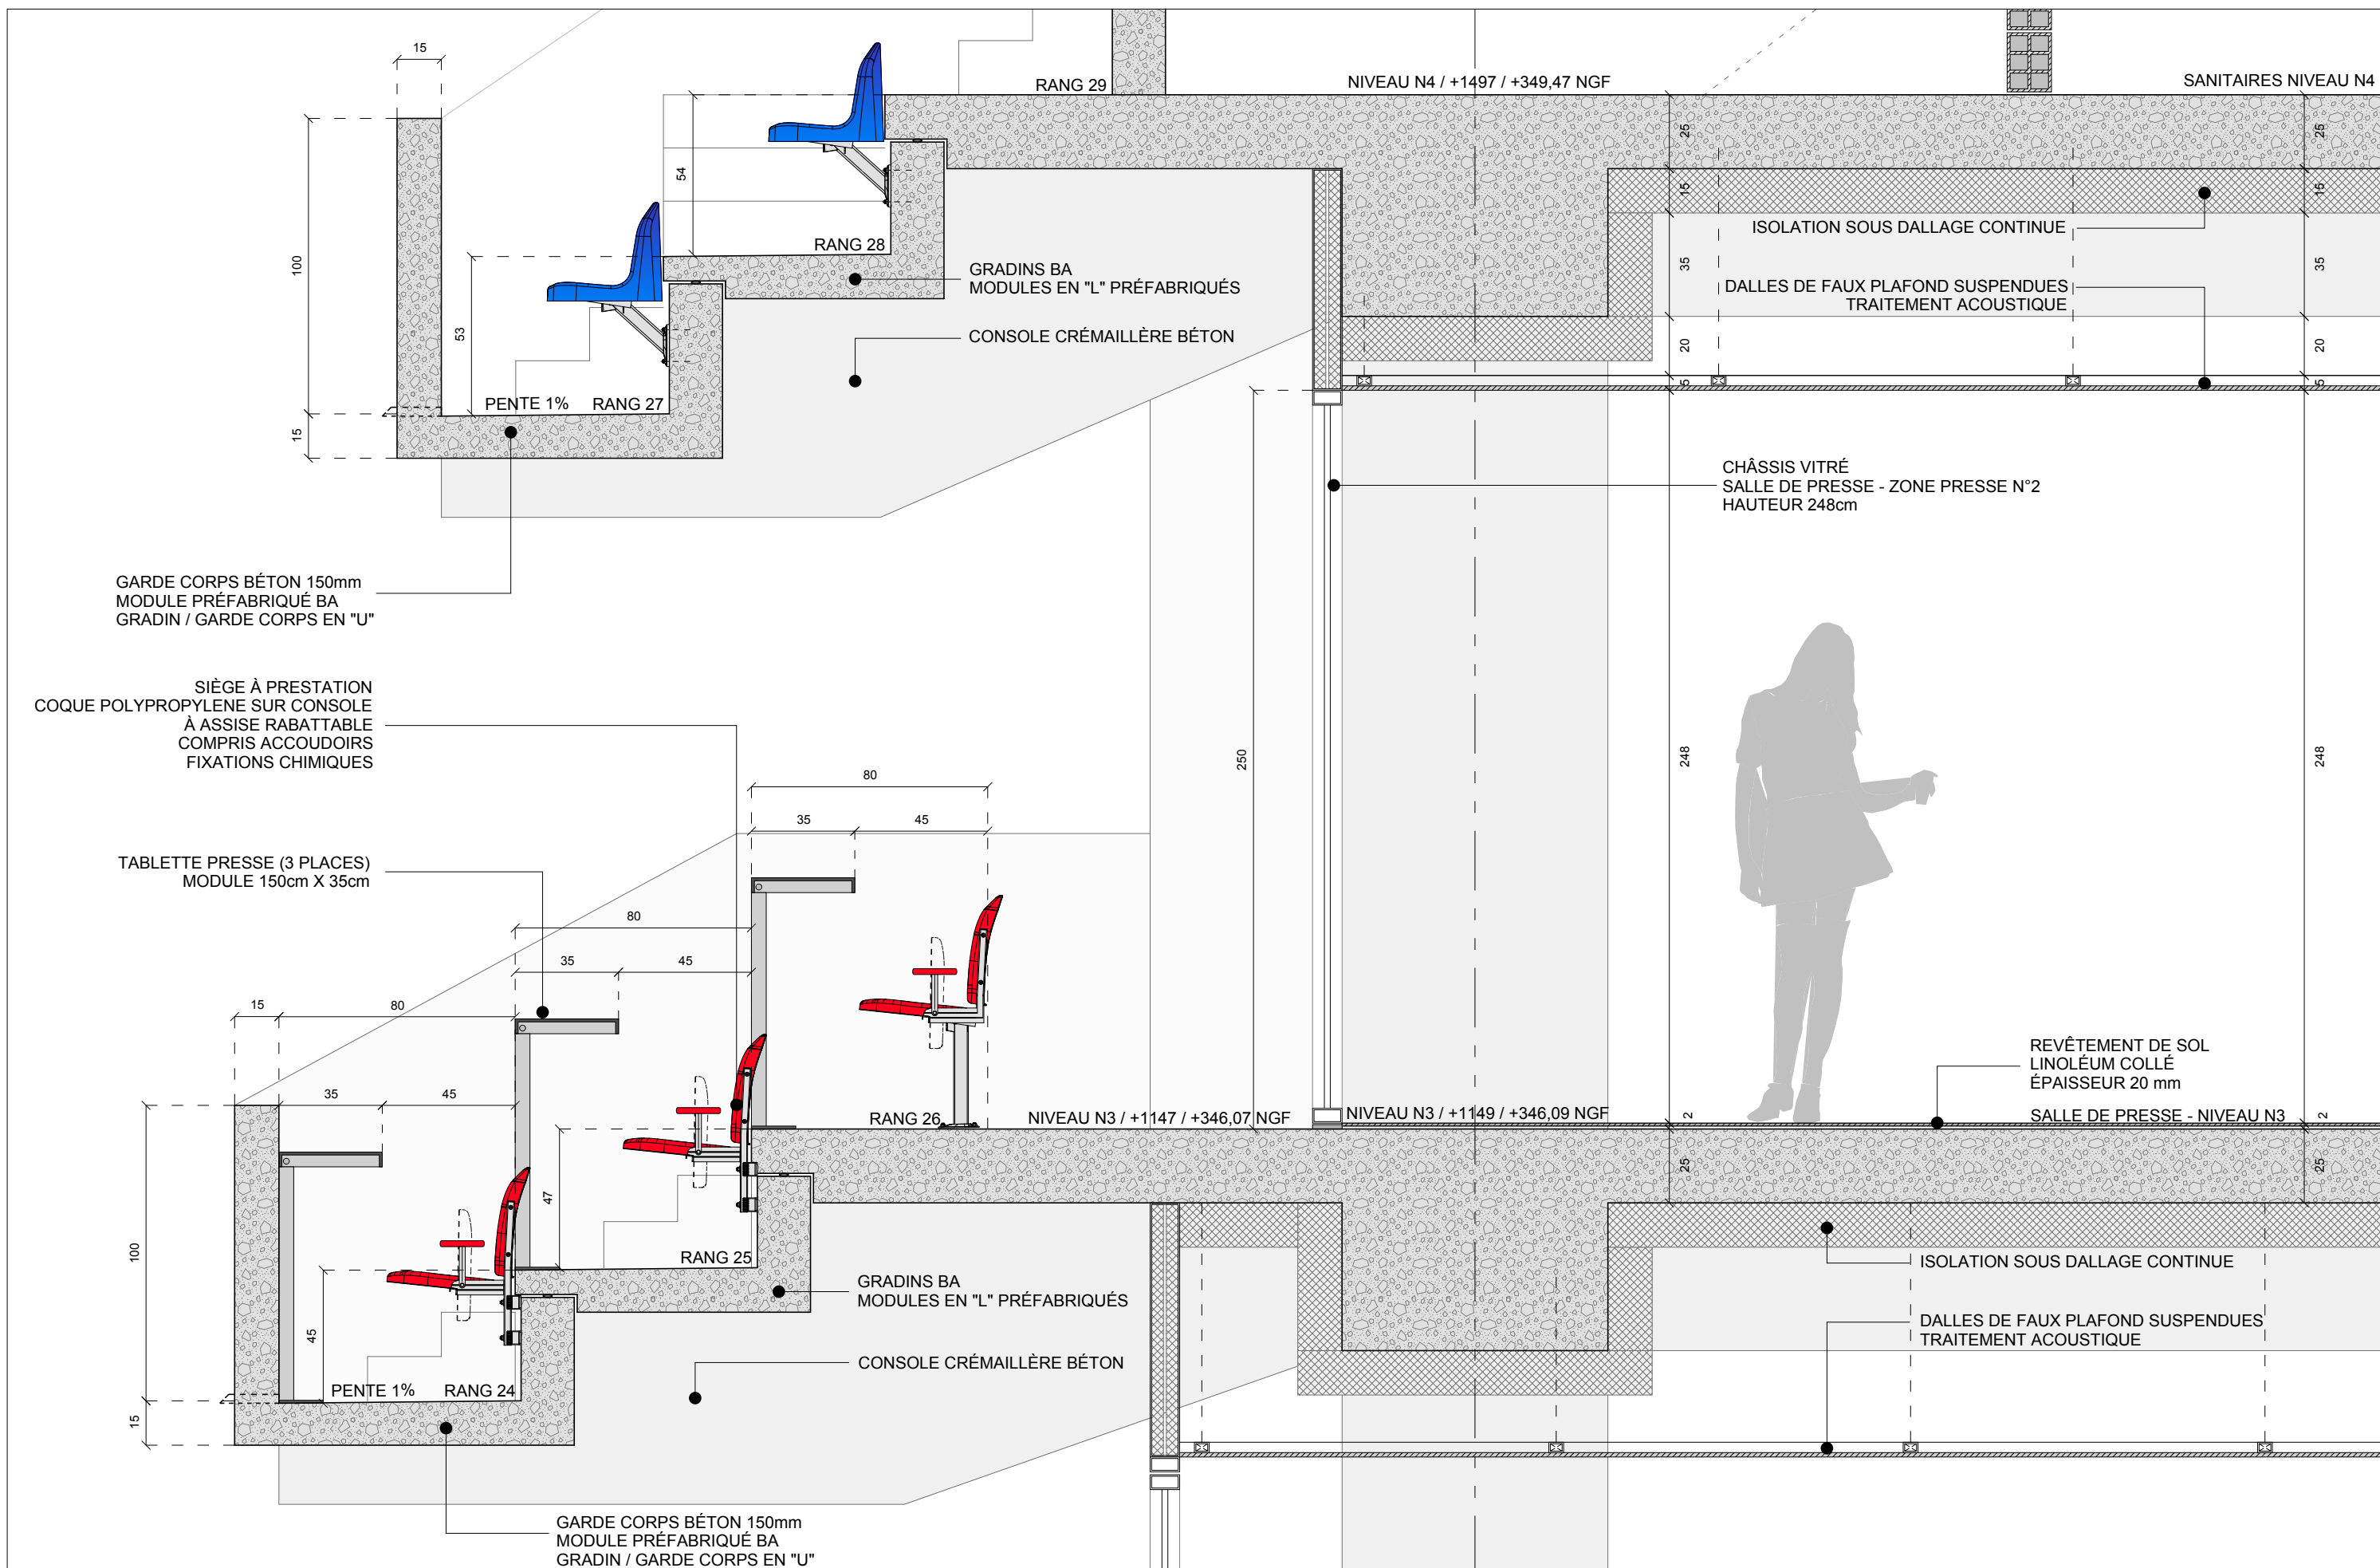 15
RANG 29
NIVEAU N4 / +1497 / +349,47 NGF
SANITAIRES NIVEAU N4
25
25
54
15
15
ISOLATION SOUS DALLAGE CONTINUE
RANG 28
100
GRADINS BA
MODULES EN "L" PRÉFABRIQUÉS
35
35
DALLES DE FAUX PLAFOND SUSPENDUES
TRAITEMENT ACOUSTIQUE
53
CONSOLE CRÉMAILLÈRE BÉTON
20
20
5
5
PENTE 1%
RANG 27
15
CHÂSSIS VITRÉ
SALLE DE PRESSE - ZONE PRESSE N°2
HAUTEUR 248cm
GARDE CORPS BÉTON 150mm
MODULE PRÉFABRIQUÉ BA
GRADIN / GARDE CORPS EN "U"
SIÈGE À PRESTATION
COQUE POLYPROPYLENE SUR CONSOLE
À ASSISE RABATTABLE
COMPRIS ACCOUDOIRS
FIXATIONS CHIMIQUES
250
248
248
80
35
45
TABLETTE PRESSE (3 PLACES)
MODULE 150cm X 35cm
80
35
45
15
80
35
45
REVÊTEMENT DE SOL
LINOLÉUM COLLÉ
ÉPAISSEUR 20 mm
RANG 26
NIVEAU N3 / +1147 / +346,07 NGF
NIVEAU N3 / +1149 / +346,09 NGF
2
SALLE DE PRESSE - NIVEAU N3
2
25
25
47
100
RANG 25
ISOLATION SOUS DALLAGE CONTINUE
GRADINS BA
MODULES EN "L" PRÉFABRIQUÉS
45
DALLES DE FAUX PLAFOND SUSPENDUES
TRAITEMENT ACOUSTIQUE
CONSOLE CRÉMAILLÈRE BÉTON
PENTE 1%
RANG 24
15
GARDE CORPS BÉTON 150mm
MODULE PRÉFABRIQUÉ BA
GRADIN / GARDE CORPS EN "U"